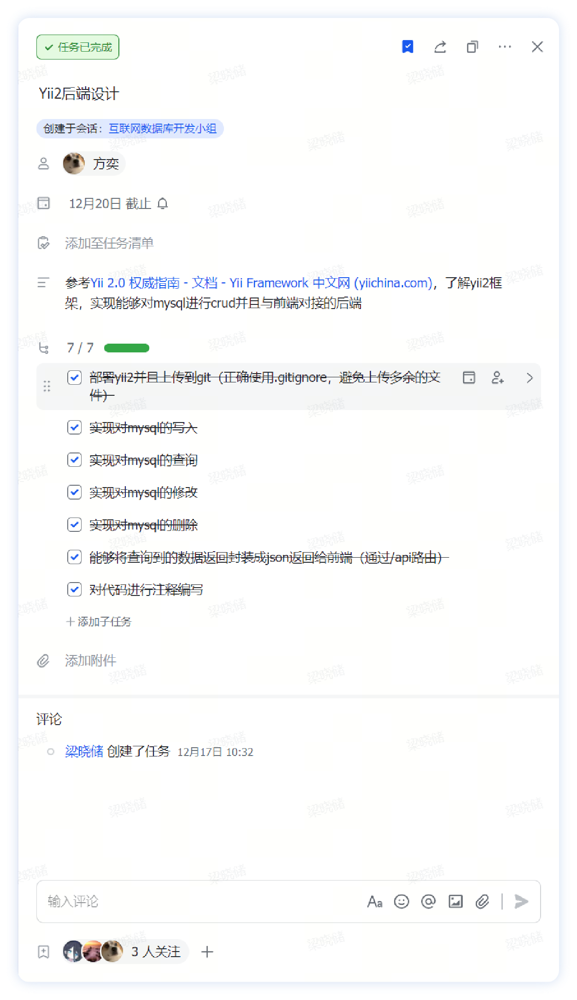 任务已完成
Yii2后端设计
创建于会话：互联网数据库开发小组
方奕
12月20日 截止
添加至任务清单
参考Yii 2.0 权威指南 - 文档 - Yii Framework 中文网 (yiichina.com)，了解yii2框
架，实现能够对mysql进行crud并且与前端对接的后端
7 / 7
部署yii2并且上传到git（正确使用.gitignore，避免上传多余的文
件）
实现对mysql的写入
实现对mysql的查询
实现对mysql的修改
实现对mysql的删除
能够将查询到的数据返回封装成json返回给前端（通过/api路由）
对代码进行注释编写
添加子任务
添加附件
评论
梁晓储 创建了任务 12月17日 10:32
输入评论
Aa
3 人关注
梁晓储